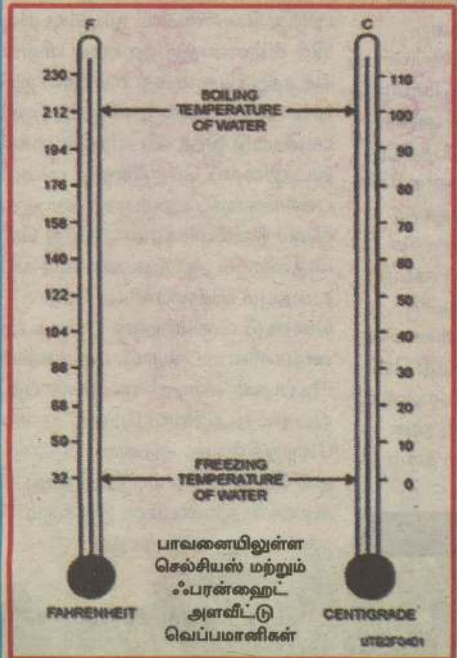 F
C
230
110
BOILING
TEMPERATURE
OF WATER
212
100
194
90
176
80
158
70
140
60
122
50
104
40
86
30
68
20
50
10
FREEZING
TEMPERATURE
OF WATER
32
0
பாவனையிலுள்ள
செல்சியஸ் மற்றும்
ஃபரன்ஹைட்
அளவீட்டு
வெப்பமானிகள்
FAHRENHEIT
CENTIGRADE
UTB2F0401